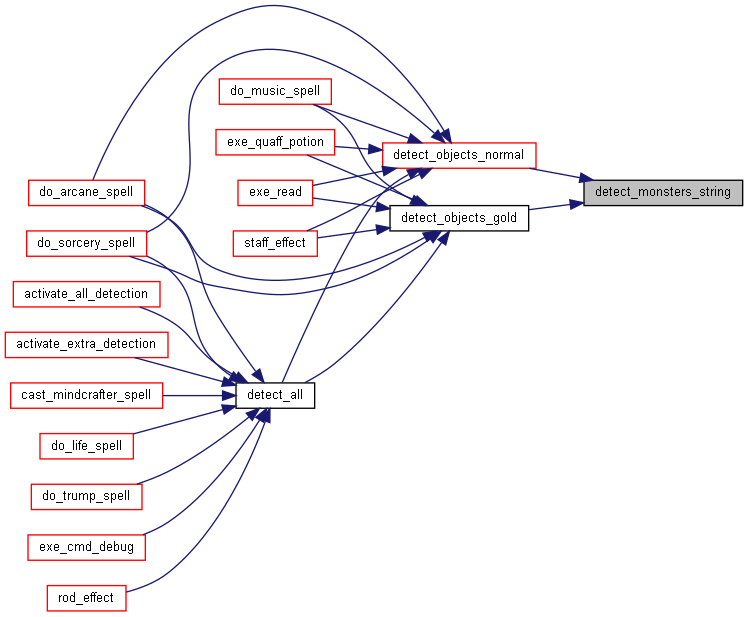 do_music_spell
exe_quaff_potion
detect_objects_normal
do_arcane_spell
exe_read
detect_monsters_string
detect_objects_gold
do_sorcery_spell
staff_effect
activate_all_detection
activate_extra_detection
cast_mindcrafter_spell
detect_all
do_life_spell
do_trump_spell
exe_cmd_debug
rod_effect